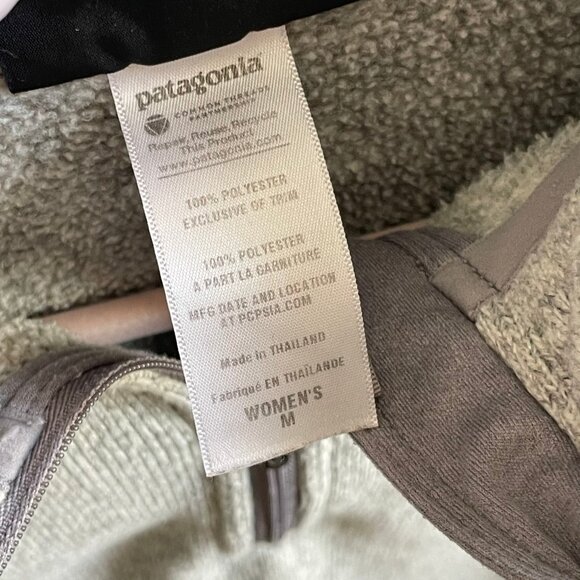 patagonia
COMMON THREADS
PARTNERSHIP
Repair, Reuse, Recycle
This Product
www.patagonia.com
100% POLYESTER
EXCLUSIVE OF TRIM
100% POLYESTER
A PART LA GARNITURE
MFG DATE AND LOCATION
AT PCPSIA.COM
Made in THAILAND
Fabriqué EN THAÏLANDE
WOMEN'S
M